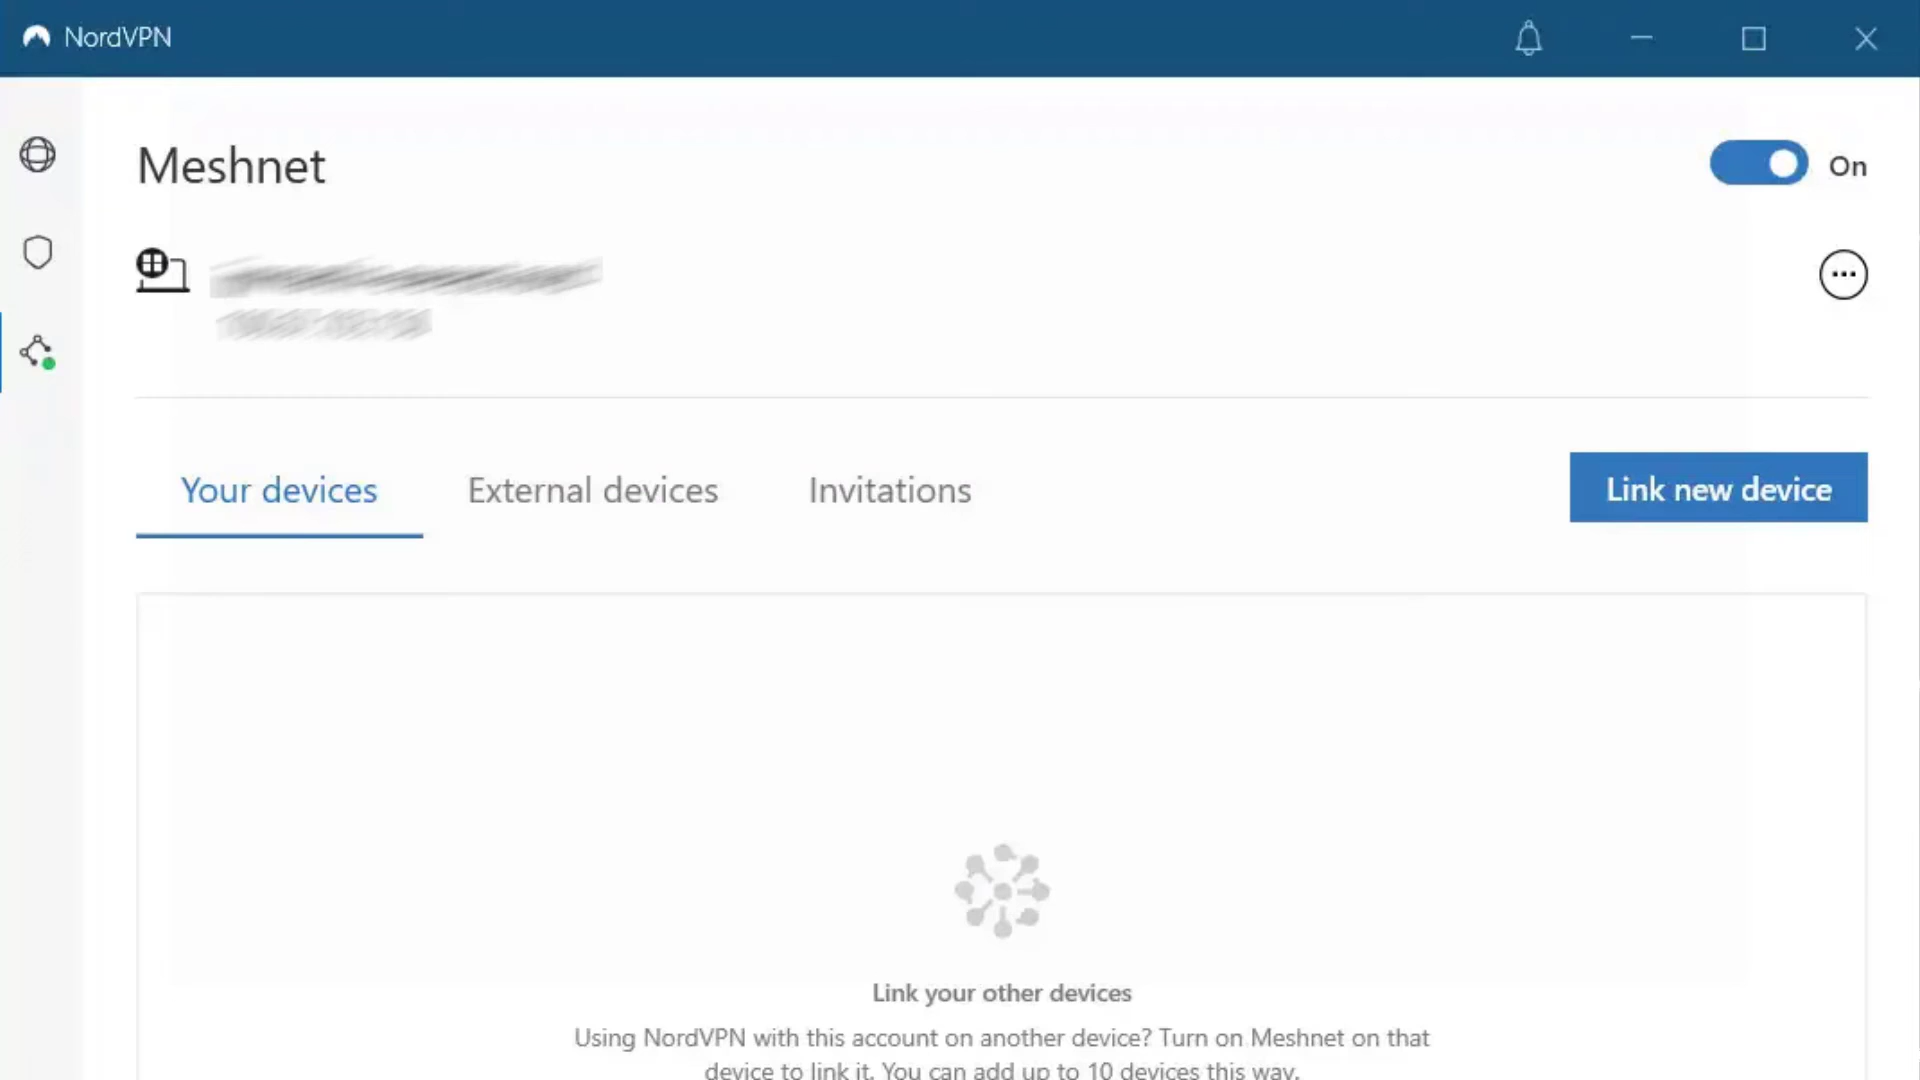 NordVPN
Meshnet
On
Your devices
External devices
Invitations
Link new device
Link your other devices
Using NordVPN with this account on another device? Turn on Meshnet on that
device to link it. You can add up to 10 devices this way.